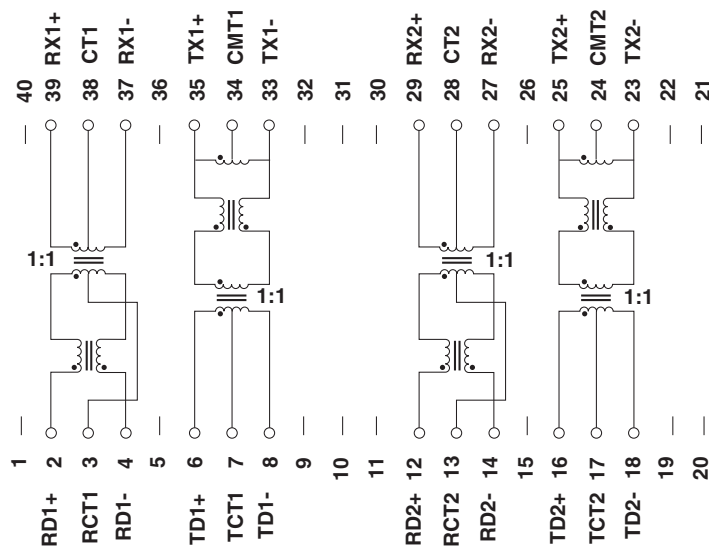 40
39 RX1+
38 CT1
37 RX1-
36
35 TX1+
34 CMT1
33 TX1-
32
31
30
29 RX2+
28 CT2
27 RX2-
26
25 TX2+
24 CMT2
23 TX2-
22
21
1:1
1:1
1:1
1:1
1
RD1+ 2
RCT1 3
RD1- 4
5
TD1+ 6
TCT1 7
TD1- 8
9
10
11
RD2+ 12
RCT2 13
RD2- 14
15
TD2+ 16
TCT2 17
TD2- 18
19
20